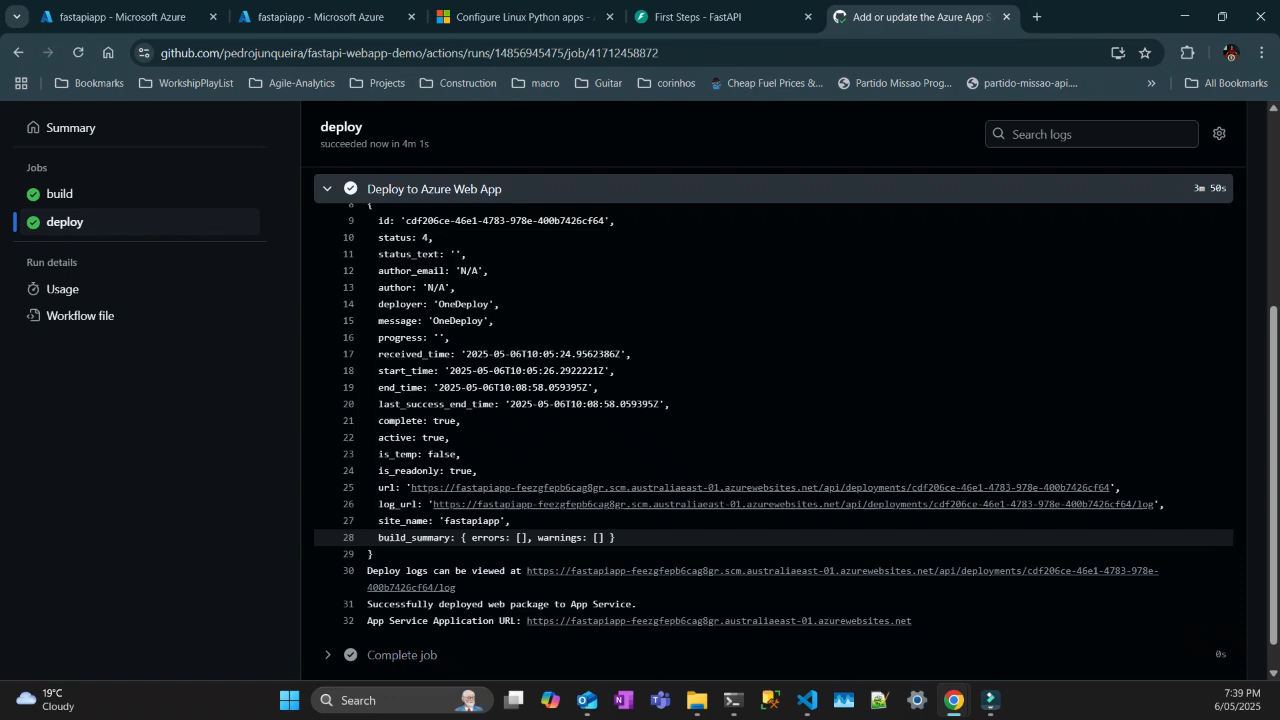 fastapiapp - Microsoft Azure
fastapiapp - Microsoft Azure
Configure Linux Python apps -
First Steps - FastAPI
Add or update the Azure App S
github.com/pedrojunqueira/fastapi-webapp-demo/actions/runs/14856945475/job/41712458872
Bookmarks
WorkshipPlayList
Agile-Analytics
Projects
Construction
macro
Guitar
corinhos
Cheap Fuel Prices &...
Partido Missao Prog...
partido-missao-api....
All Bookmarks
Summary
Jobs
build
deploy
Run details
Usage
Workflow file
deploy
succeeded now in 4m 1s
Search logs
Deploy to Azure Web App
3m 50s
8 {
9 id: 'cdf206ce-46e1-4783-978e-400b7426cf64',
10 status: 4,
11 status_text: '',
12 author_email: 'N/A',
13 author: 'N/A',
14 deployer: 'OneDeploy',
15 message: 'OneDeploy',
16 progress: '',
17 received_time: '2025-05-06T10:05:24.9562386Z',
18 start_time: '2025-05-06T10:05:26.2922221Z',
19 end_time: '2025-05-06T10:08:58.059395Z',
20 last_success_end_time: '2025-05-06T10:08:58.059395Z',
21 complete: true,
22 active: true,
23 is_temp: false,
24 is_readonly: true,
25 url: 'https://fastapiapp-feezgfepb6cag8gr.scm.australiaeast-01.azurewebsites.net/api/deployments/cdf206ce-46e1-4783-978e-400b7426cf64',
26 log_url: 'https://fastapiapp-feezgfepb6cag8gr.scm.australiaeast-01.azurewebsites.net/api/deployments/cdf206ce-46e1-4783-978e-400b7426cf64/log',
27 site_name: 'fastapiapp',
28 build_summary: { errors: [], warnings: [] }
29 }
30 Deploy logs can be viewed at https://fastapiapp-feezgfepb6cag8gr.scm.australiaeast-01.azurewebsites.net/api/deployments/cdf206ce-46e1-4783-978e-
400b7426cf64/log
31 Successfully deployed web package to App Service.
32 App Service Application URL: https://fastapiapp-feezgfepb6cag8gr.australiaeast-01.azurewebsites.net
Complete job
0s
19°C
Cloudy
Search
7:39 PM
6/05/2025